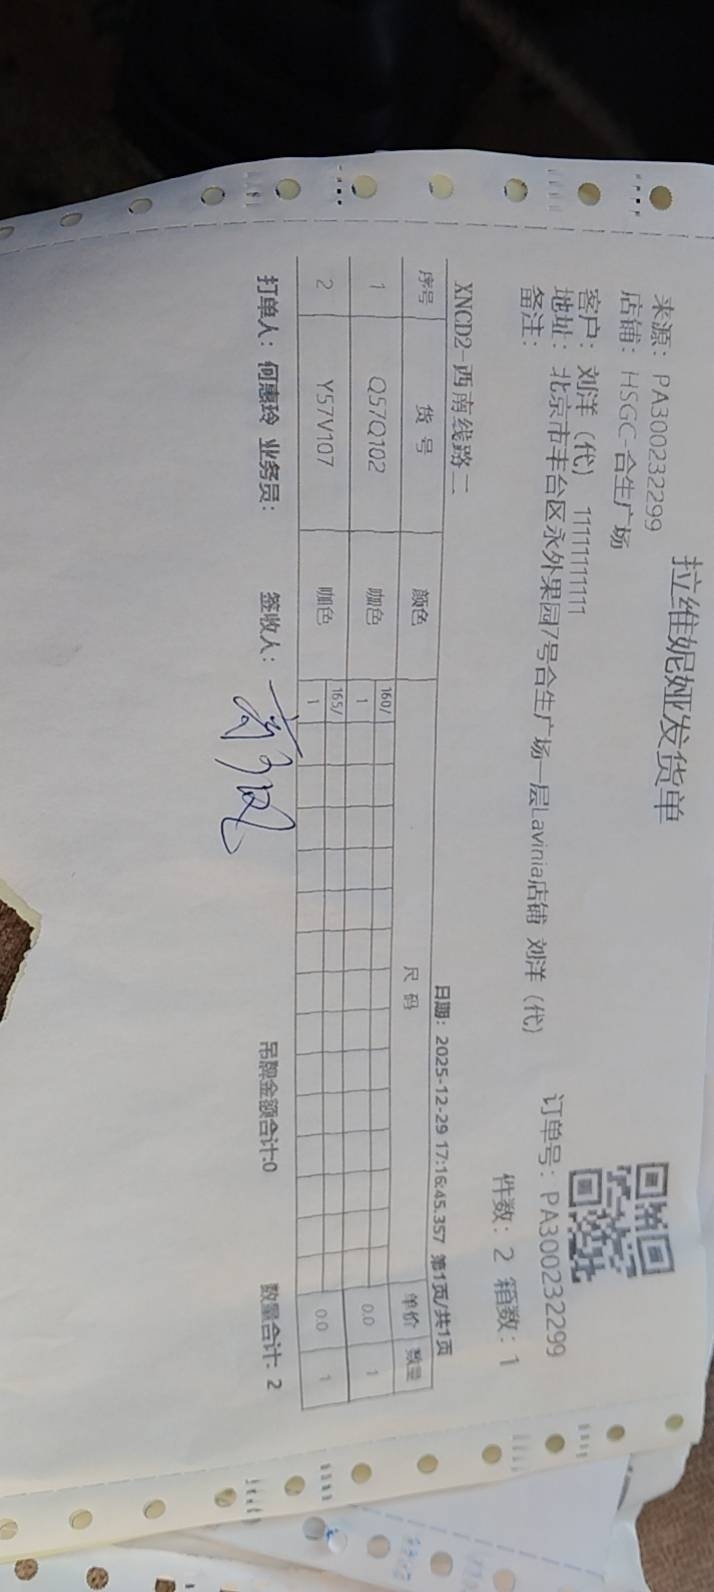 拉维妮娅发货单
来源：PA300232299
店铺：HSGC-合生广场
订单号：PA300232299
客户：刘洋（代） 11111111111
地址：北京市丰台区永外果园7号合生广场一层Lavinia店铺 刘洋（代）
件数：2 箱数：1
备注：
XNCD2-西南线路二 日期：2025-12-29 17:16:45.357 第1页/共1页
序号 货号 颜色 尺码 单价 数量
160/
1 Q57Q102 咖色 1 0.0 1
165/
2 Y57V107 咖色 1 0.0 1
打单人：何惠玲 业务员： 签收人： 吊牌金额合计:0 数量合计: 2